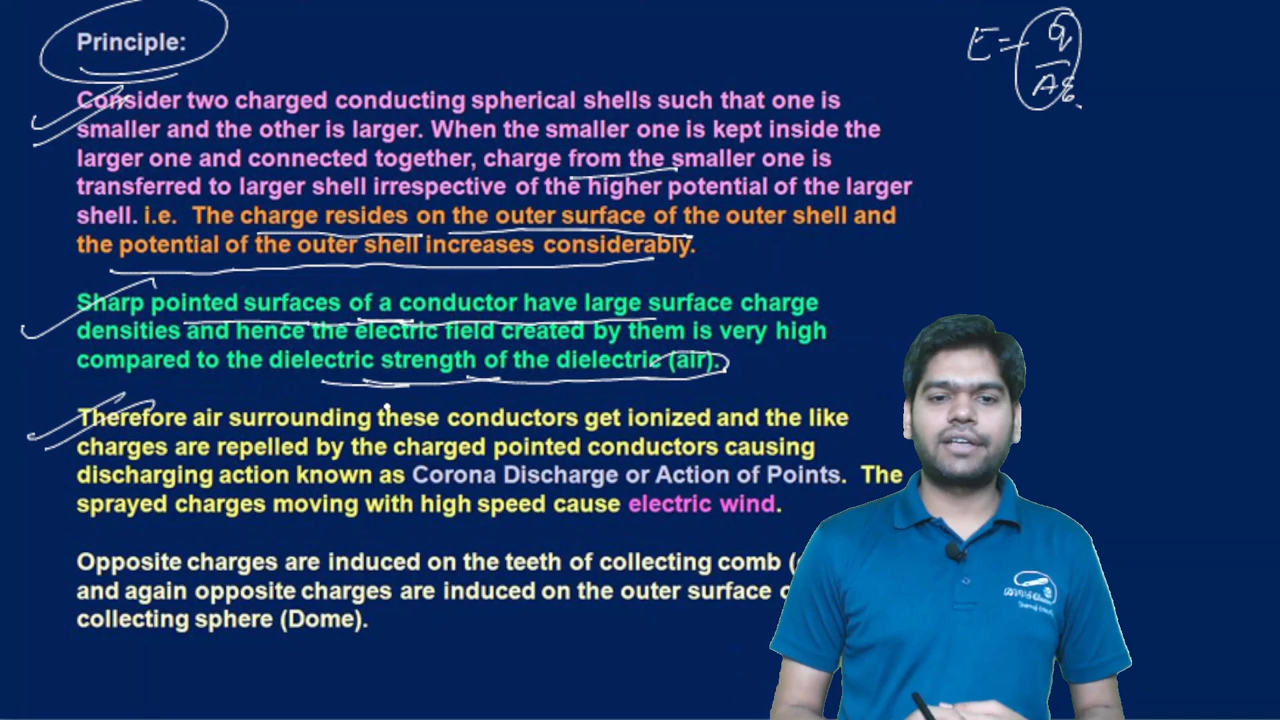 Principle:
E = q / Aε₀
Consider two charged conducting spherical shells such that one is
smaller and the other is larger. When the smaller one is kept inside the
larger one and connected together, charge from the smaller one is
transferred to larger shell irrespective of the higher potential of the larger
shell. i.e. The charge resides on the outer surface of the outer shell and
the potential of the outer shell increases considerably.
Sharp pointed surfaces of a conductor have large surface charge
densities and hence the electric field created by them is very high
compared to the dielectric strength of the dielectric (air).
Therefore air surrounding these conductors get ionized and the like
charges are repelled by the charged pointed conductors causing
discharging action known as Corona Discharge or Action of Points. The
sprayed charges moving with high speed cause electric wind.
Opposite charges are induced on the teeth of collecting comb (
and again opposite charges are induced on the outer surface
collecting sphere (Dome).